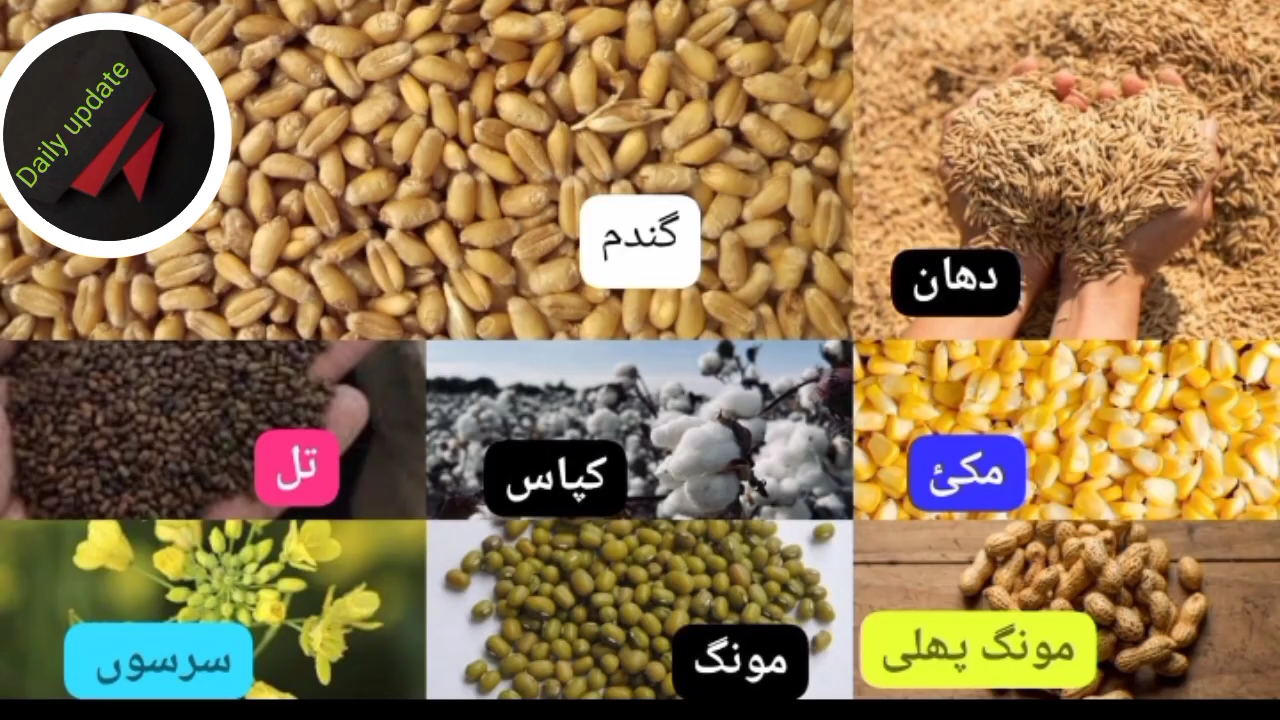 Daily update
گندم
دھان
تل
کپاس
مکئ
سرسوں
مونگ
مونگ پھلی